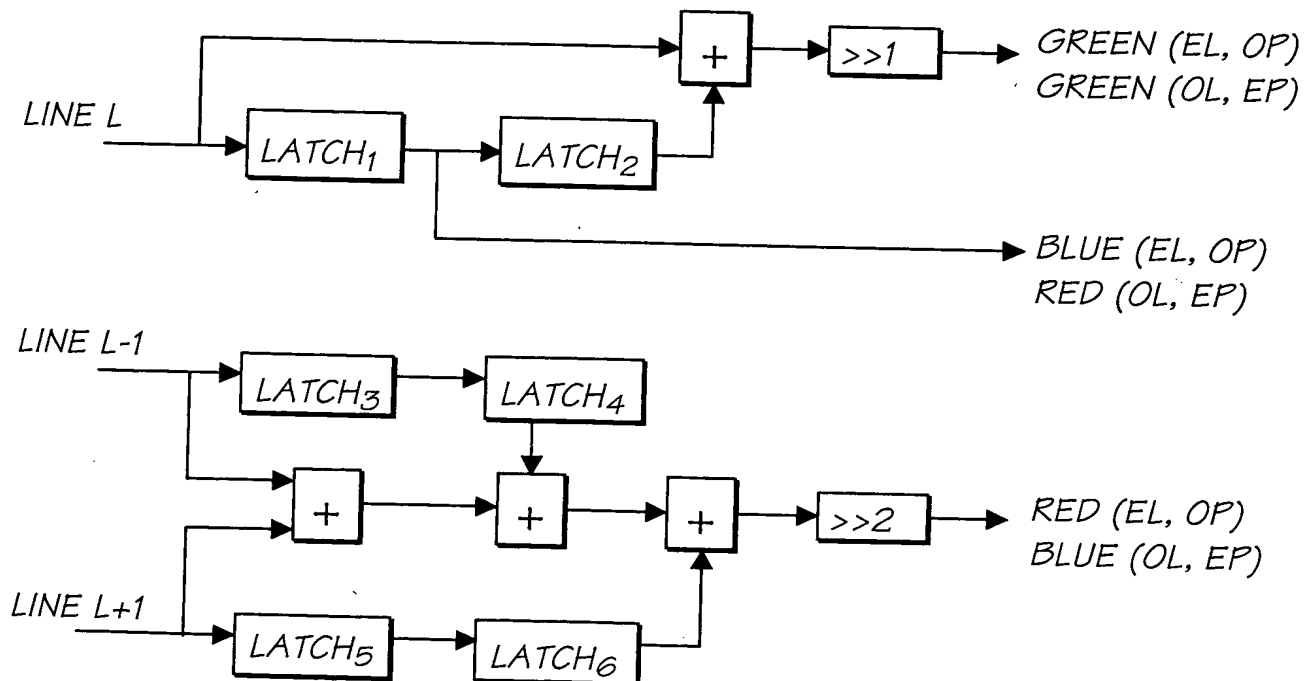 GREEN (EL, OP)
GREEN (OL, EP)
+
>>1
LINE L
LATCH₁
LATCH₂
BLUE (EL, OP)
RED (OL, EP)
LINE L-1
LATCH₃
LATCH₄
+
+
+
>>2
RED (EL, OP)
BLUE (OL, EP)
LINE L+1
LATCH₅
LATCH₆